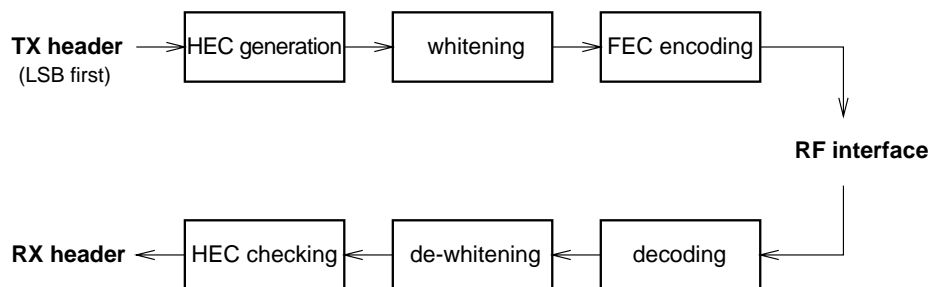 TX header
(LSB first)
HEC generation
whitening
FEC encoding
RF interface
RX header
HEC checking
de-whitening
decoding